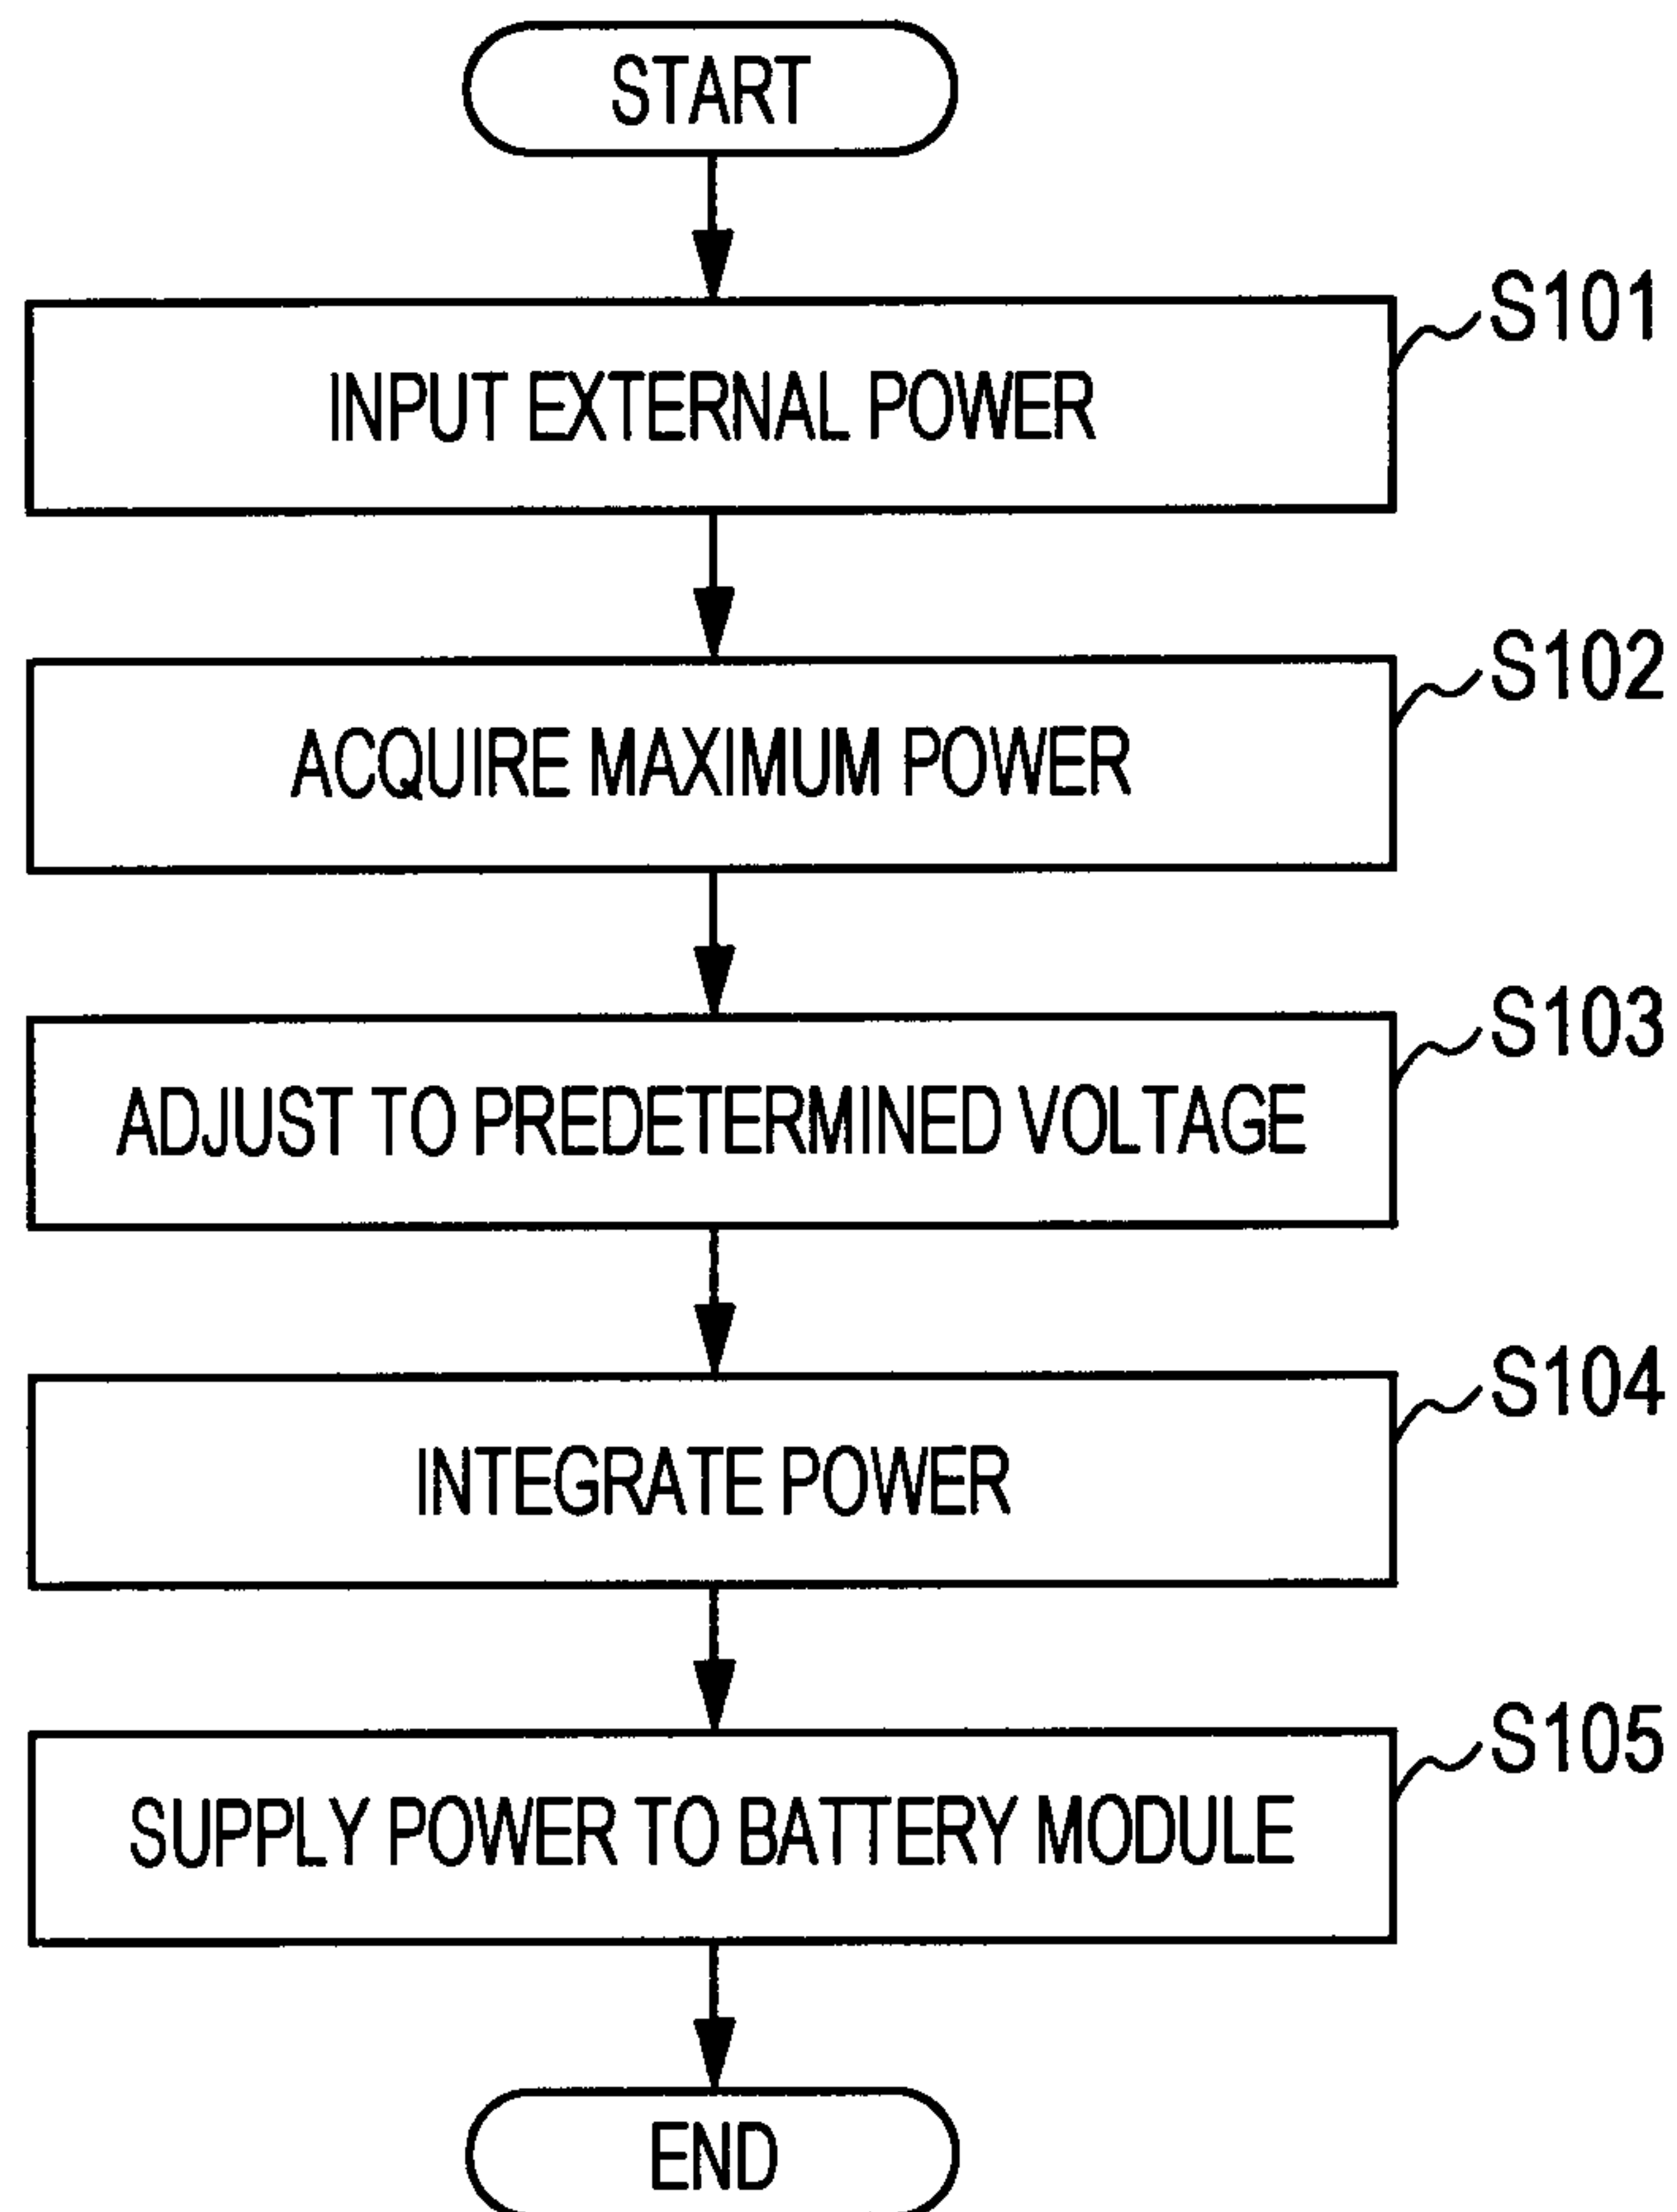 START
S101
INPUT EXTERNAL POWER
S102
ACQUIRE MAXIMUM POWER
S103
ADJUST TO PREDETERMINED VOLTAGE
S104
INTEGRATE POWER
S105
SUPPLY POWER TO BATTERY MODULE
END